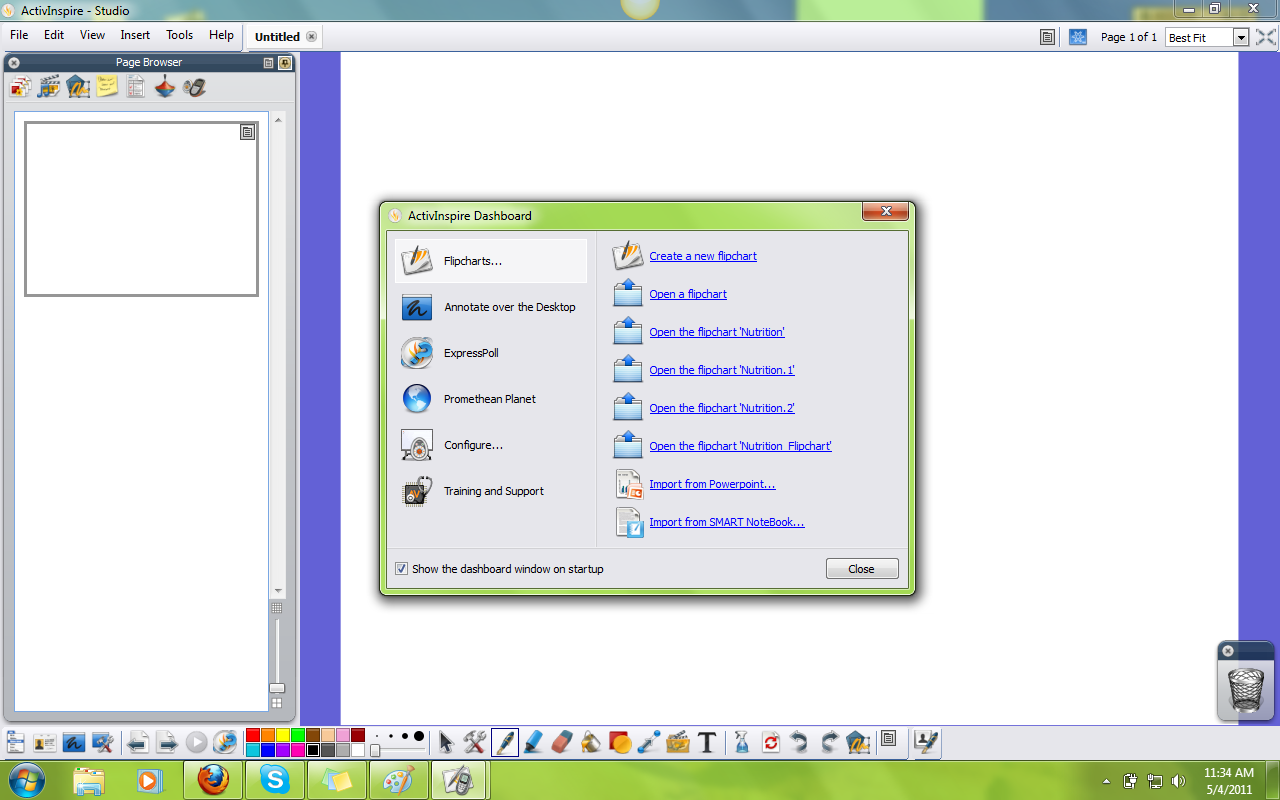 ActivInspire - Studio
File Edit View Insert Tools Help Untitled Page 1 of 1 Best Fit
Page Browser
ActivInspire Dashboard
Flipcharts...
Annotate over the Desktop
ExpressPoll
Promethean Planet
Configure...
Training and Support
Create a new flipchart
Open a flipchart
Open the flipchart 'Nutrition'
Open the flipchart 'Nutrition.1'
Open the flipchart 'Nutrition.2'
Open the flipchart 'Nutrition_Flipchart'
Import from Powerpoint...
Import from SMART NoteBook...
Show the dashboard window on startup
Close
11:34 AM
5/4/2011